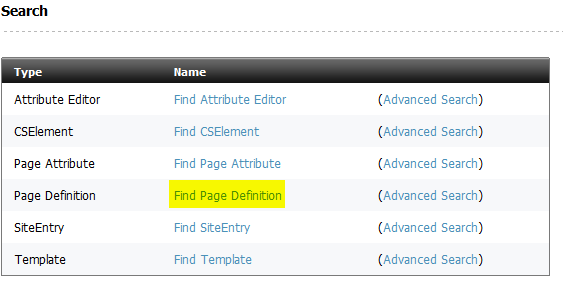 Search
Type Name
Attribute Editor Find Attribute Editor (Advanced Search)
CSElement Find CSElement (Advanced Search)
Page Attribute Find Page Attribute (Advanced Search)
Page Definition Find Page Definition (Advanced Search)
SiteEntry Find SiteEntry (Advanced Search)
Template Find Template (Advanced Search)